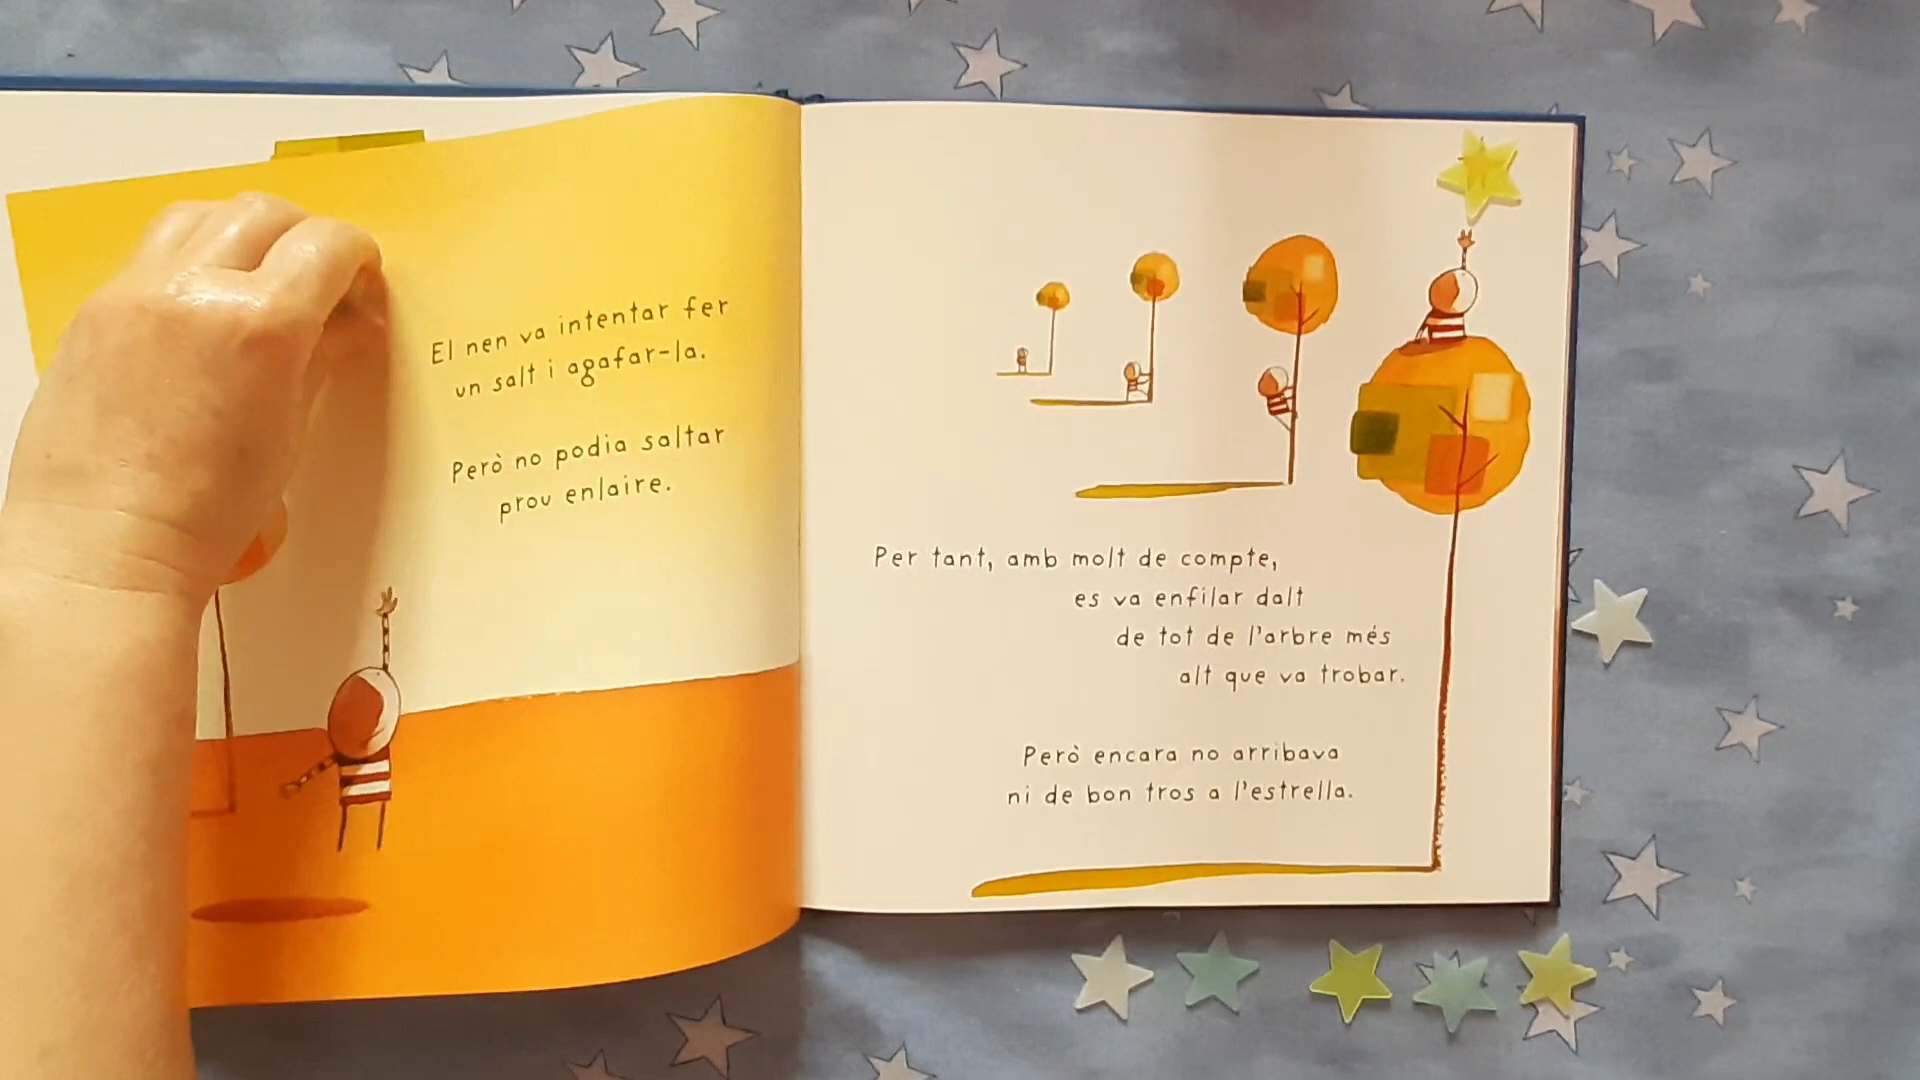 El nen va intentar fer
un salt i agafar-la.
Però no podia saltar
prou enlaire.
Per tant, amb molt de compte,
es va enfilar dalt
de tot de l'arbre més
alt que va trobar.
Però encara no arribava
ni de bon tros a l'estrella.